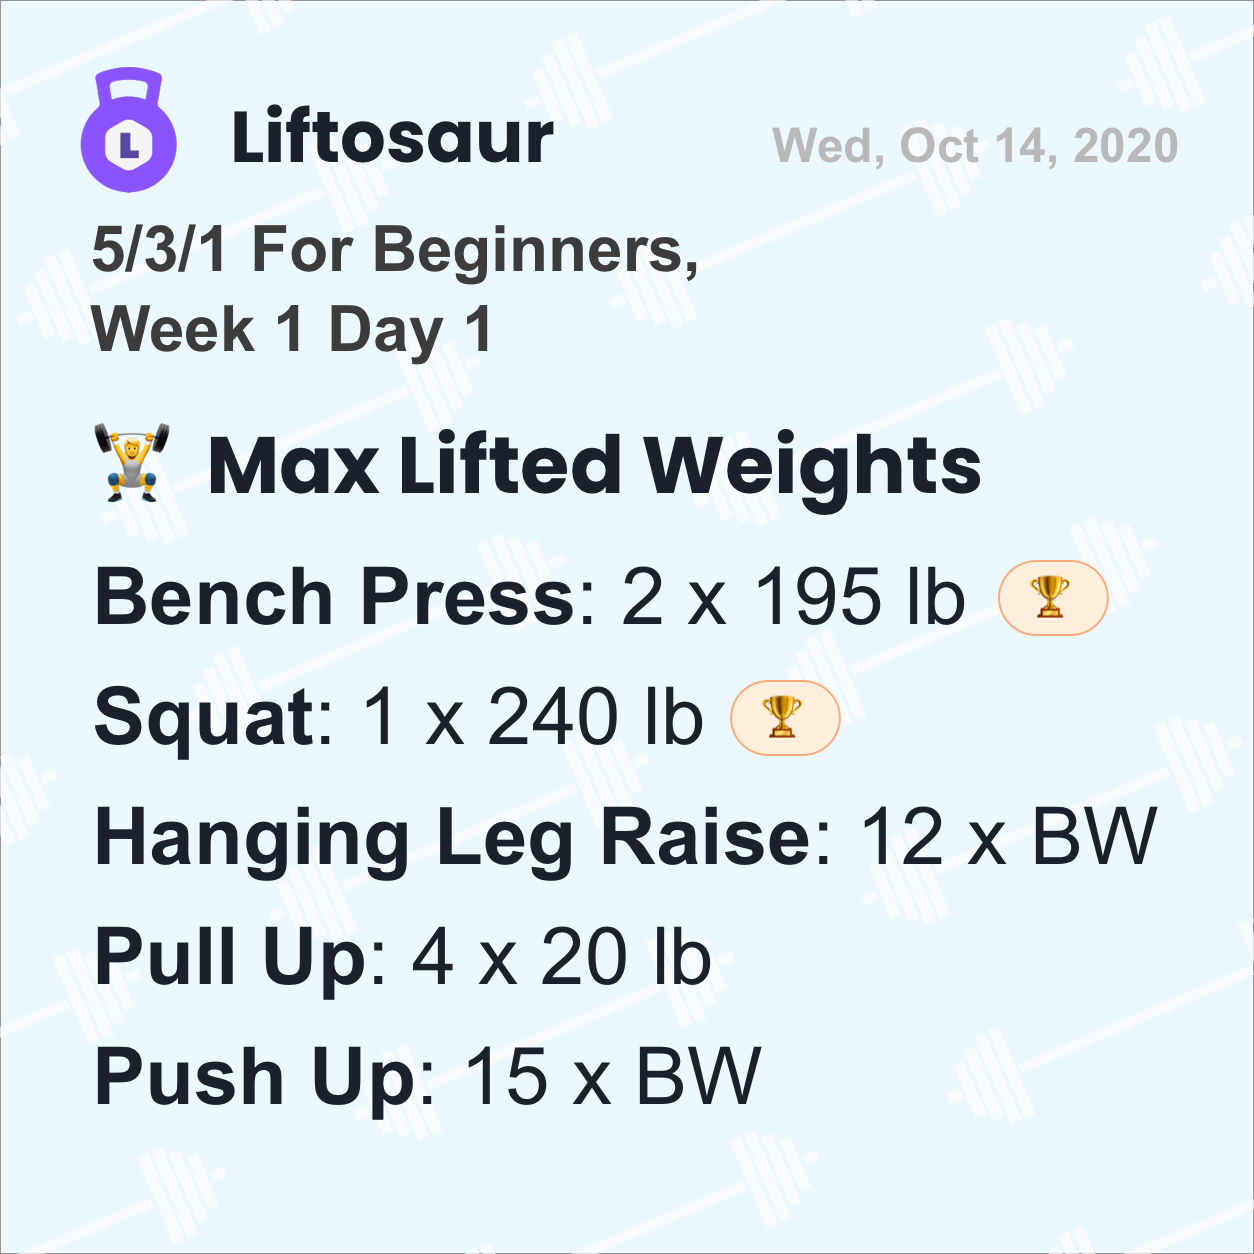 L
Liftosaur
Wed, Oct 14, 2020
5/3/1 For Beginners,
Week 1 Day 1
Max Lifted Weights
Bench Press: 2 x 195 lb
Squat: 1 x 240 lb
Hanging Leg Raise: 12 x BW
Pull Up: 4 x 20 lb
Push Up: 15 x BW